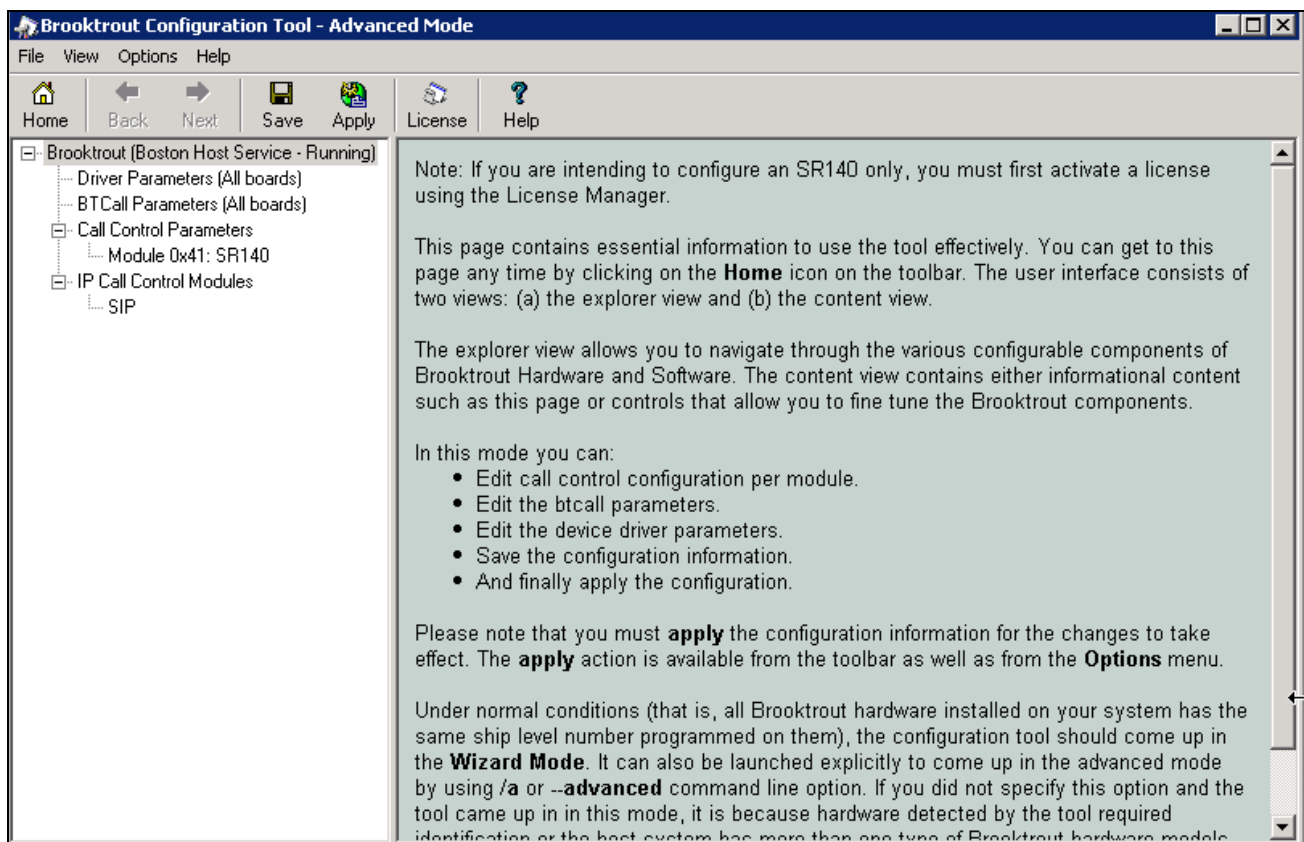 Brooktrout Configuration Tool - Advanced Mode
File View Options Help
Home Back Next Save Apply License Help
Brooktrout (Boston Host Service - Running)
Driver Parameters (All boards)
BTCall Parameters (All boards)
Call Control Parameters
Module 0x41: SR140
IP Call Control Modules
SIP
Note: If you are intending to configure an SR140 only, you must first activate a license
using the License Manager.
This page contains essential information to use the tool effectively. You can get to this
page any time by clicking on the Home icon on the toolbar. The user interface consists of
two views: (a) the explorer view and (b) the content view.
The explorer view allows you to navigate through the various configurable components of
Brooktrout Hardware and Software. The content view contains either informational content
such as this page or controls that allow you to fine tune the Brooktrout components.
In this mode you can:
• Edit call control configuration per module.
• Edit the btcall parameters.
• Edit the device driver parameters.
• Save the configuration information.
• And finally apply the configuration.
Please note that you must apply the configuration information for the changes to take
effect. The apply action is available from the toolbar as well as from the Options menu.
Under normal conditions (that is, all Brooktrout hardware installed on your system has the
same ship level number programmed on them), the configuration tool should come up in
the Wizard Mode. It can also be launched explicitly to come up in the advanced mode
by using /a or --advanced command line option. If you did not specify this option and the
tool came up in in this mode, it is because hardware detected by the tool required
identification or the host system has more than one type of Brooktrout hardware models